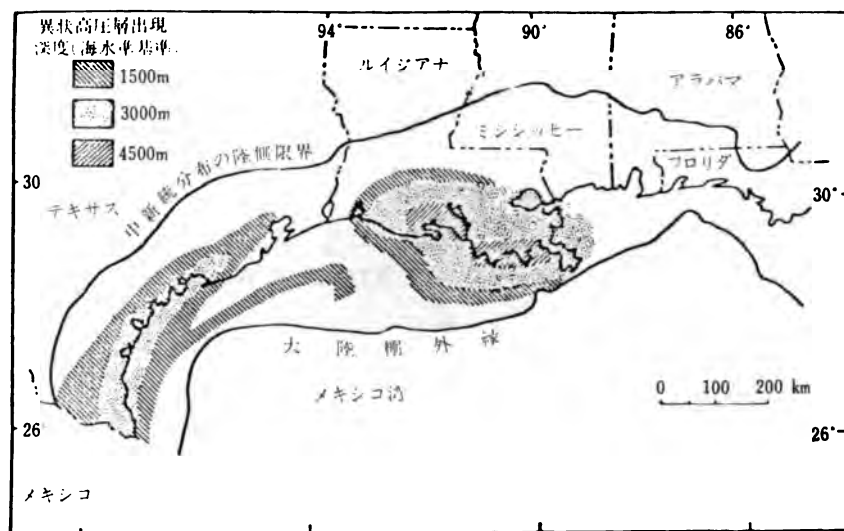 異状高圧層出現
深度(海水準基準)
1500m
3000m
4500m
94°
90°
86°
ルイジアナ
アラバマ
ミシシッピー
フロリダ
30
30°
テキサス
中新統分布の陸側限界
大陸棚外縁
メキシコ湾
0 100 200 km
26
26°
メキシコ